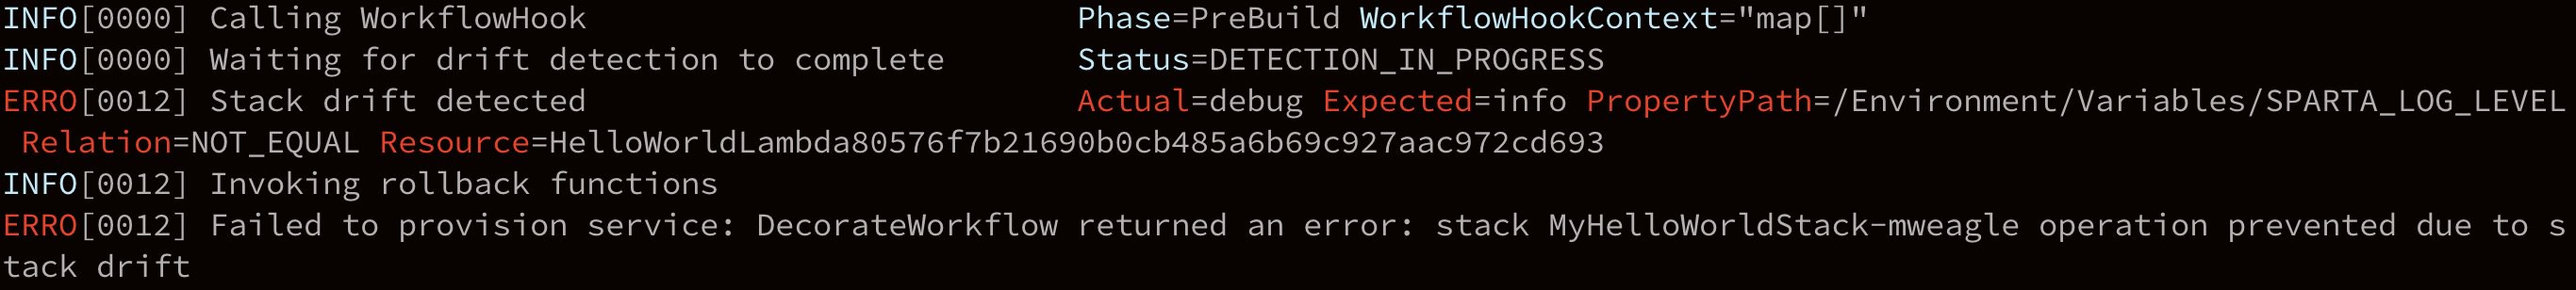 INFO[0000] Calling WorkflowHook                          Phase=PreBuild WorkflowHookContext="map[]"
INFO[0000] Waiting for drift detection to complete       Status=DETECTION_IN_PROGRESS
ERRO[0012] Stack drift detected                          Actual=debug Expected=info PropertyPath=/Environment/Variables/SPARTA_LOG_LEVEL
 Relation=NOT_EQUAL Resource=HelloWorldLambda80576f7b21690b0cb485a6b69c927aac972cd693
INFO[0012] Invoking rollback functions
ERRO[0012] Failed to provision service: DecorateWorkflow returned an error: stack MyHelloWorldStack-mweagle operation prevented due to s
tack drift